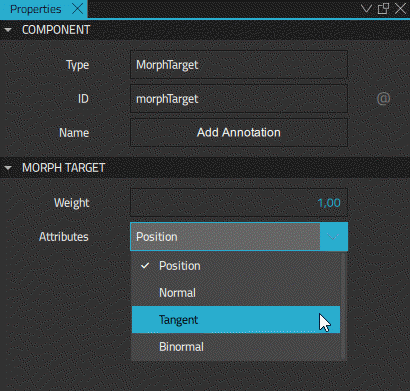 Properties
COMPONENT
Type MorphTarget
ID morphTarget @
Name Add Annotation
MORPH TARGET
Weight 1,00
Attributes Position
Position
Normal
Tangent
Binormal